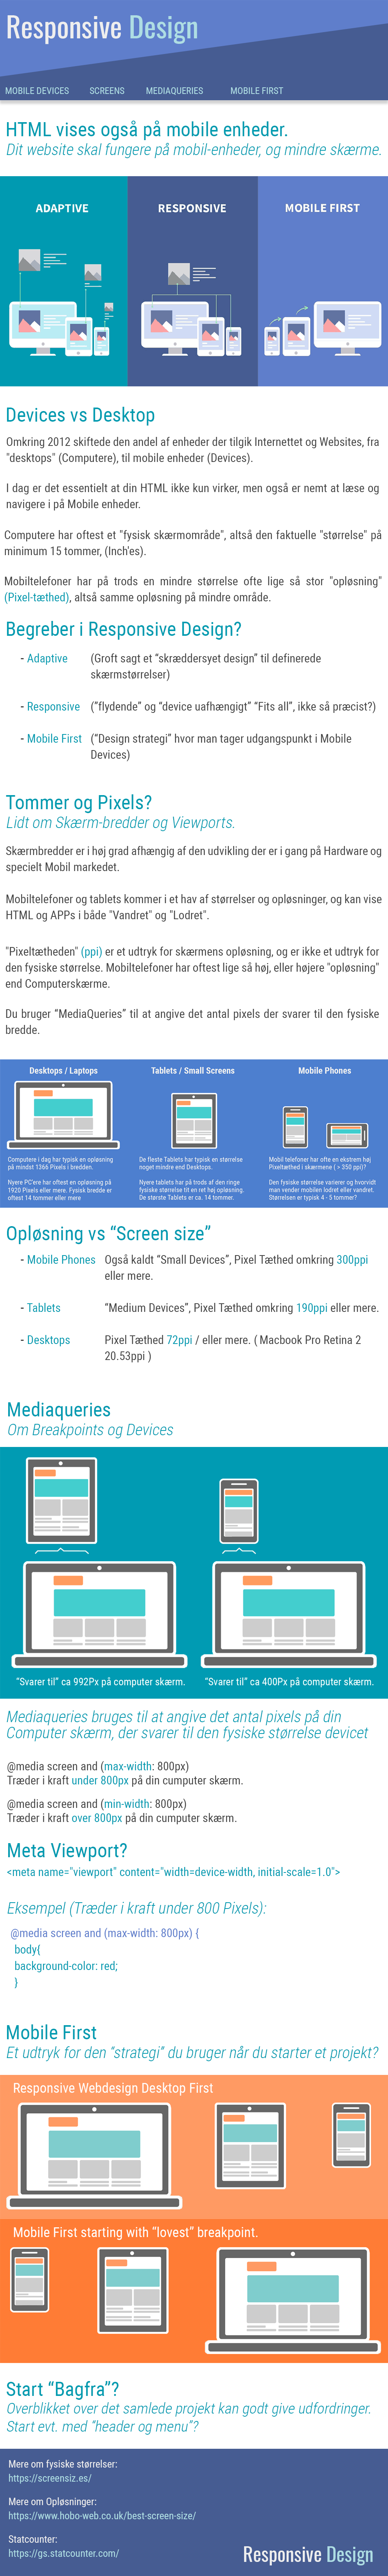 Responsive Design
MOBILE DEVICES SCREENS MEDIAQUERIES MOBILE FIRST
HTML vises også på mobile enheder.
Dit website skal fungere på mobil-enheder, og mindre skærme.
ADAPTIVE RESPONSIVE MOBILE FIRST
Devices vs Desktop
Omkring 2012 skiftede den andel af enheder der tilgik Internettet og Websites, fra
"desktops" (Computere), til mobile enheder (Devices).
I dag er det essentielt at din HTML ikke kun virker, men også er nemt at læse og
navigere i på Mobile enheder.
Computere har oftest et "fysisk skærmområde", altså den faktuelle "størrelse" på
minimum 15 tommer, (Inch'es).
Mobiltelefoner har på trods en mindre størrelse ofte lige så stor "opløsning"
(Pixel-tæthed), altså samme opløsning på mindre område.
Begreber i Responsive Design?
- Adaptive (Groft sagt et “skræddersyet design” til definerede
skærmstørrelser)
- Responsive (“flydende” og “device uafhængigt” “Fits all”, ikke så præcist?)
- Mobile First (“Design strategi” hvor man tager udgangspunkt i Mobile
Devices)
Tommer og Pixels?
Lidt om Skærm-bredder og Viewports.
Skærmbredder er i høj grad afhængig af den udvikling der er i gang på Hardware og
specielt Mobil markedet.
Mobiltelefoner og tablets kommer i et hav af størrelser og opløsninger, og kan vise
HTML og APPs i både "Vandret" og "Lodret".
"Pixeltætheden" (ppi) er et udtryk for skærmens opløsning, og er ikke et udtryk for
den fysiske størrelse. Mobiltelefoner har oftest lige så høj, eller højere "opløsning"
end Computerskærme.
Du bruger “MediaQueries” til at angive det antal pixels der svarer til den fysiske
bredde.
Desktops / Laptops
Computere i dag har typisk en opløsning
på mindst 1366 Pixels i bredden.
Nyere PC'ere har oftest en opløsning på
1920 Pixels eller mere. Fysisk bredde er
oftest 14 tommer eller mere
Tablets / Small Screens
De fleste Tablets har typisk en størrelse
noget mindre end Desktops.
Nyere tablets har på trods af den ringe
fysiske størrelse tit en ret høj opløsning.
De største Tablets er ca. 14 tommer.
Mobile Phones
Mobil telefoner har ofte en ekstrem høj
Pixeltæthed i skærmene ( > 350 ppi)?
Den fysiske størrelse varierer og hvorvidt
man vender mobilen lodret eller vandret.
Størrelsen er typisk 4 - 5 tommer?
Opløsning vs “Screen size”
- Mobile Phones Også kaldt “Small Devices”, Pixel Tæthed omkring 300ppi
eller mere.
- Tablets “Medium Devices”, Pixel Tæthed omkring 190ppi eller mere.
- Desktops Pixel Tæthed 72ppi / eller mere. ( Macbook Pro Retina 2
20.53ppi )
Mediaqueries
Om Breakpoints og Devices
“Svarer til” ca 992Px på computer skærm. “Svarer til” ca 400Px på computer skærm.
Mediaqueries bruges til at angive det antal pixels på din
Computer skærm, der svarer til den fysiske størrelse devicet
@media screen and (max-width: 800px)
Træder i kraft under 800px på din cumputer skærm.
@media screen and (min-width: 800px)
Træder i kraft over 800px på din cumputer skærm.
Meta Viewport?
<meta name="viewport" content="width=device-width, initial-scale=1.0">
Eksempel (Træder i kraft under 800 Pixels):
@media screen and (max-width: 800px) {
body{
background-color: red;
}
Mobile First
Et udtryk for den “strategi” du bruger når du starter et projekt?
Responsive Webdesign Desktop First
Mobile First starting with “lovest” breakpoint.
Start “Bagfra”?
Overblikket over det samlede projekt kan godt give udfordringer.
Start evt. med “header og menu”?
Mere om fysiske størrelser:
https://screensiz.es/
Mere om Opløsninger:
https://www.hobo-web.co.uk/best-screen-size/
Statcounter:
https://gs.statcounter.com/
Responsive Design